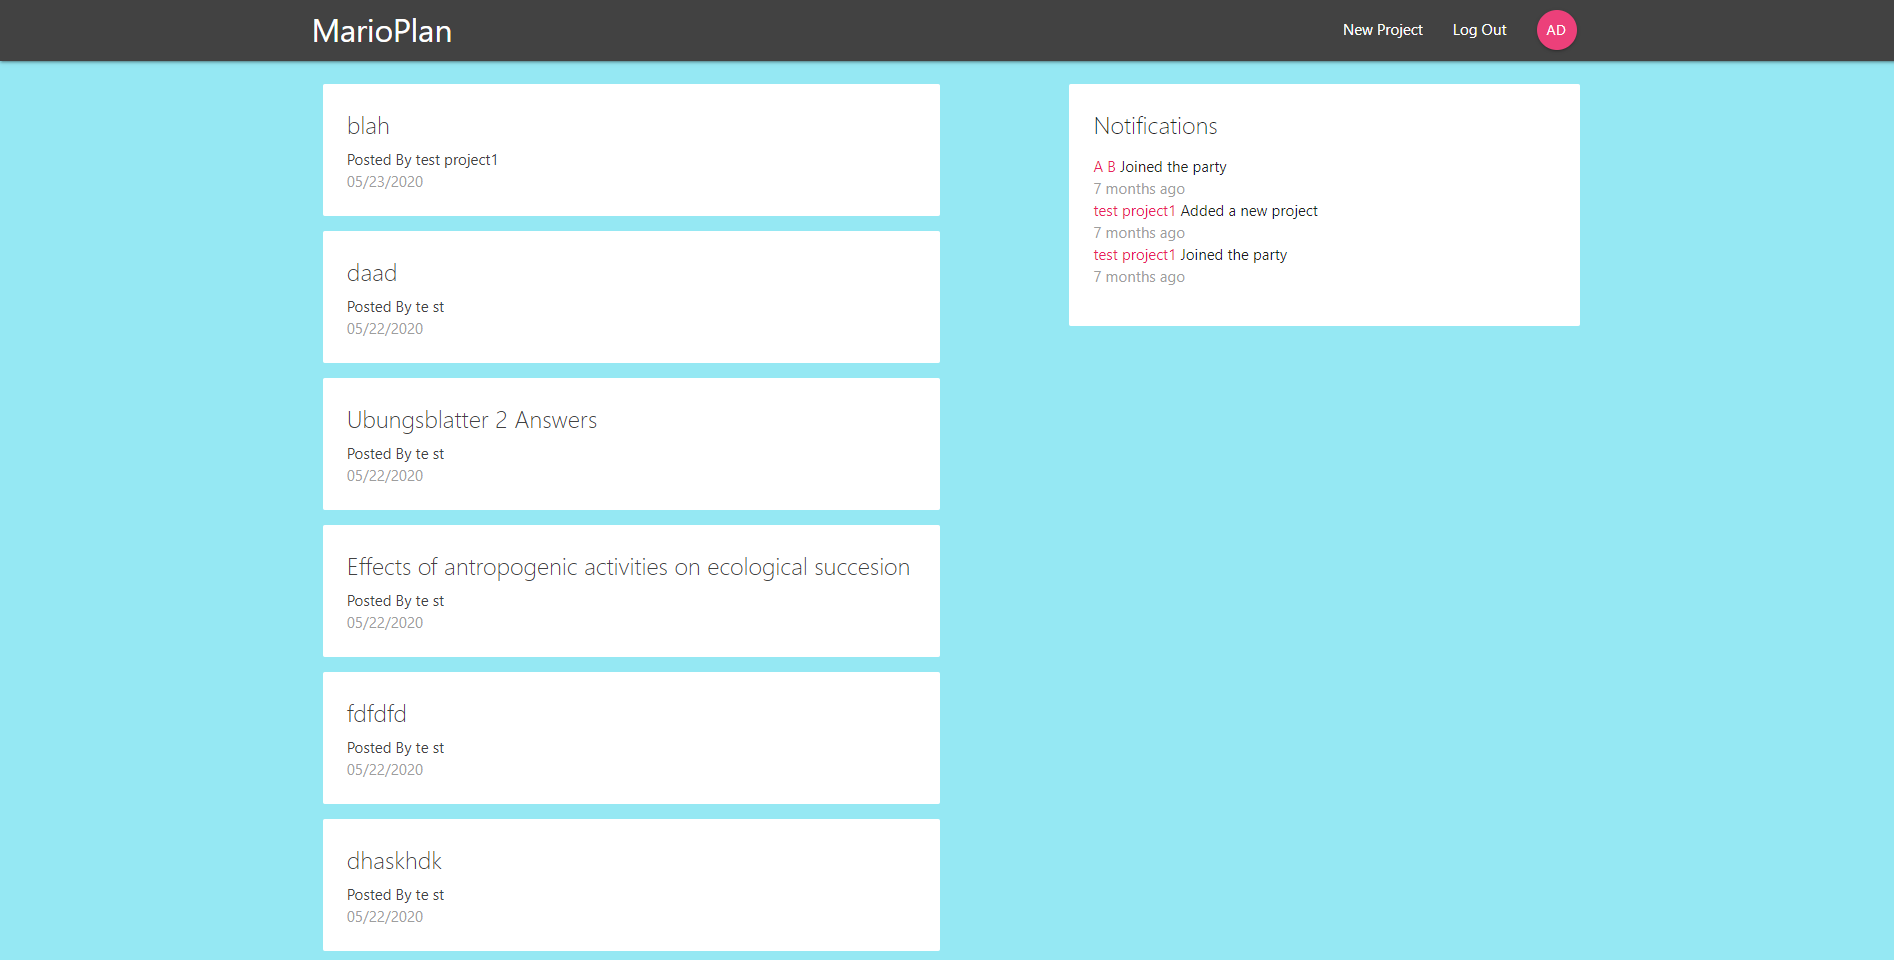 MarioPlan
New Project
Log Out
AD
blah
Posted By test project1
05/23/2020
daad
Posted By te st
05/22/2020
Ubungsblatter 2 Answers
Posted By te st
05/22/2020
Effects of antropogenic activities on ecological succesion
Posted By te st
05/22/2020
fdfdfd
Posted By te st
05/22/2020
dhaskhdk
Posted By te st
05/22/2020
Notifications
A B Joined the party
7 months ago
test project1 Added a new project
7 months ago
test project1 Joined the party
7 months ago